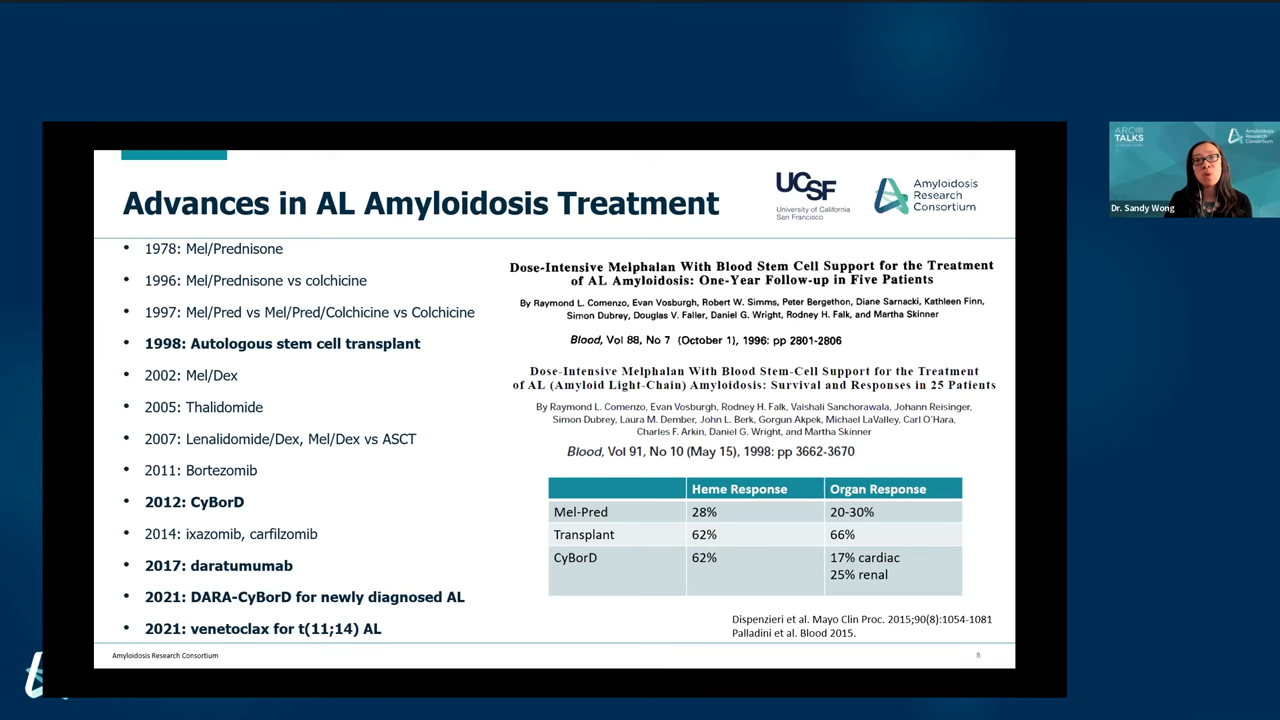 Advances in AL Amyloidosis Treatment
UCSF
University of California
San Francisco
Amyloidosis
Research
Consortium
• 1978: Mel/Prednisone
• 1996: Mel/Prednisone vs colchicine
• 1997: Mel/Pred vs Mel/Pred/Colchicine vs Colchicine
• 1998: Autologous stem cell transplant
• 2002: Mel/Dex
• 2005: Thalidomide
• 2007: Lenalidomide/Dex, Mel/Dex vs ASCT
• 2011: Bortezomib
• 2012: CyBorD
• 2014: ixazomib, carfilzomib
• 2017: daratumumab
• 2021: DARA-CyBorD for newly diagnosed AL
• 2021: venetoclax for t(11;14) AL
Dose-Intensive Melphalan With Blood Stem Cell Support for the Treatment
of AL Amyloidosis: One-Year Follow-up in Five Patients
By Raymond L. Comenzo, Evan Vosburgh, Robert W. Simms, Peter Bergethon, Diane Sarnacki, Kathleen Finn,
Simon Dubrey, Douglas V. Faller, Daniel G. Wright, Rodney H. Falk, and Martha Skinner
Blood, Vol 88, No 7 (October 1), 1996: pp 2801-2806
Dose-Intensive Melphalan With Blood Stem-Cell Support for the Treatment
of AL (Amyloid Light-Chain) Amyloidosis: Survival and Responses in 25 Patients
By Raymond L. Comenzo, Evan Vosburgh, Rodney H. Falk, Vaishali Sanchorawala, Johann Reisinger,
Simon Dubrey, Laura M. Dember, John L. Berk, Gorgun Akpek, Michael LaValley, Carl O'Hara,
Charles F. Arkin, Daniel G. Wright, and Martha Skinner
Blood, Vol 91, No 10 (May 15), 1998: pp 3662-3670
Heme Response Organ Response
Mel-Pred 28% 20-30%
Transplant 62% 66%
CyBorD 62% 17% cardiac
25% renal
Dispenzieri et al. Mayo Clin Proc. 2015;90(8):1054-1081
Palladini et al. Blood 2015.
Amyloidosis Research Consortium
8
ARC
TALKS
Amyloidosis
Research
Consortium
Dr. Sandy Wong